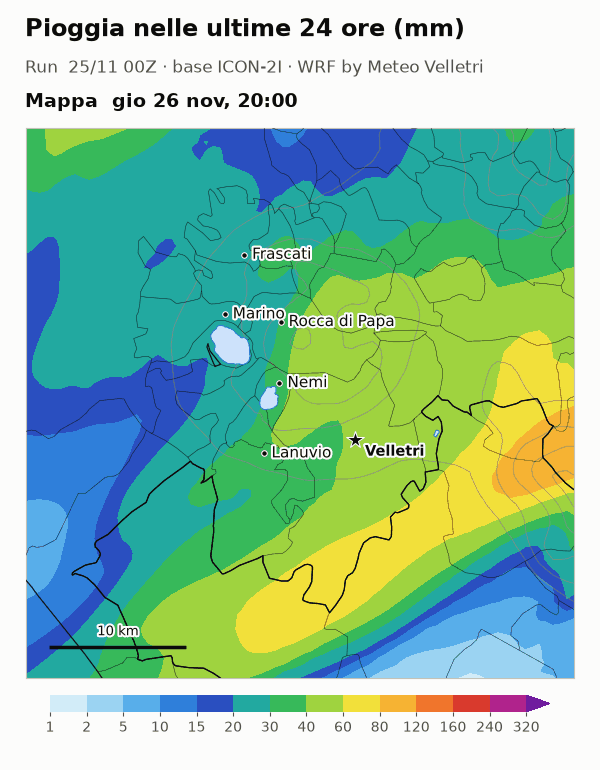 Pioggia nelle ultime 24 ore (mm)
Run  25/11 00Z · base ICON-2I · WRF by Meteo Velletri
Mappa  gio 26 nov, 20:00
Frascati
Marino
Rocca di Papa
Nemi
Velletri
Lanuvio
10 km
1 2 5 10 15 20 30 40 60 80 120 160 240 320